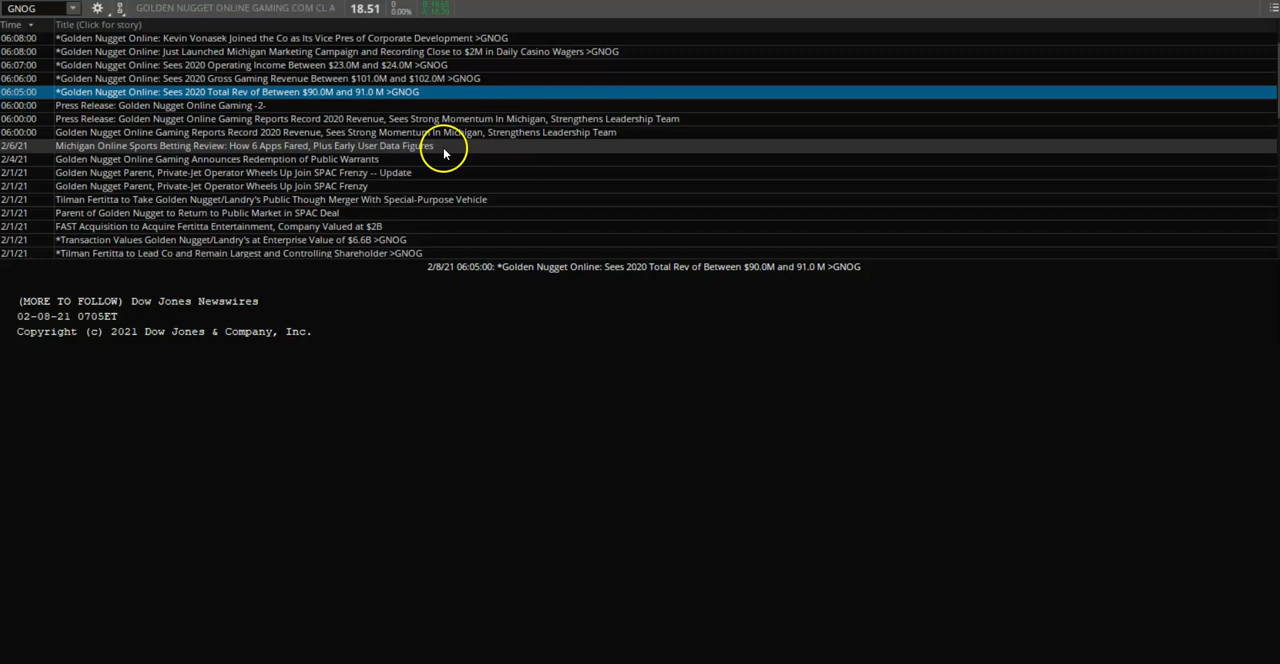 GNOG GOLDEN NUGGET ONLINE GAMING COM CL A 18.51 0 0.00%
Time Title (Click for story)
06:08:00 *Golden Nugget Online: Kevin Vonasek Joined the Co as Its Vice Pres of Corporate Development >GNOG
06:08:00 *Golden Nugget Online: Just Launched Michigan Marketing Campaign and Recording Close to $2M in Daily Casino Wagers >GNOG
06:07:00 *Golden Nugget Online: Sees 2020 Operating Income Between $23.0M and $24.0M >GNOG
06:06:00 *Golden Nugget Online: Sees 2020 Gross Gaming Revenue Between $101.0M and $102.0M >GNOG
06:05:00 *Golden Nugget Online: Sees 2020 Total Rev of Between $90.0M and 91.0 M >GNOG
06:00:00 Press Release: Golden Nugget Online Gaming -2-
06:00:00 Press Release: Golden Nugget Online Gaming Reports Record 2020 Revenue, Sees Strong Momentum In Michigan, Strengthens Leadership Team
06:00:00 Golden Nugget Online Gaming Reports Record 2020 Revenue, Sees Strong Momentum In Michigan, Strengthens Leadership Team
2/6/21 Michigan Online Sports Betting Review: How 6 Apps Fared, Plus Early User Data Figures
2/4/21 Golden Nugget Online Gaming Announces Redemption of Public Warrants
2/1/21 Golden Nugget Parent, Private-Jet Operator Wheels Up Join SPAC Frenzy -- Update
2/1/21 Golden Nugget Parent, Private-Jet Operator Wheels Up Join SPAC Frenzy
2/1/21 Tilman Fertitta to Take Golden Nugget/Landry's Public Though Merger With Special-Purpose Vehicle
2/1/21 Parent of Golden Nugget to Return to Public Market in SPAC Deal
2/1/21 FAST Acquisition to Acquire Fertitta Entertainment, Company Valued at $2B
2/1/21 *Transaction Values Golden Nugget/Landry's at Enterprise Value of $6.6B >GNOG
2/1/21 *Tilman Fertitta to Lead Co and Remain Largest and Controlling Shareholder >GNOG
2/8/21 06:05:00: *Golden Nugget Online: Sees 2020 Total Rev of Between $90.0M and 91.0 M >GNOG
(MORE TO FOLLOW) Dow Jones Newswires
02-08-21 0705ET
Copyright (c) 2021 Dow Jones & Company, Inc.